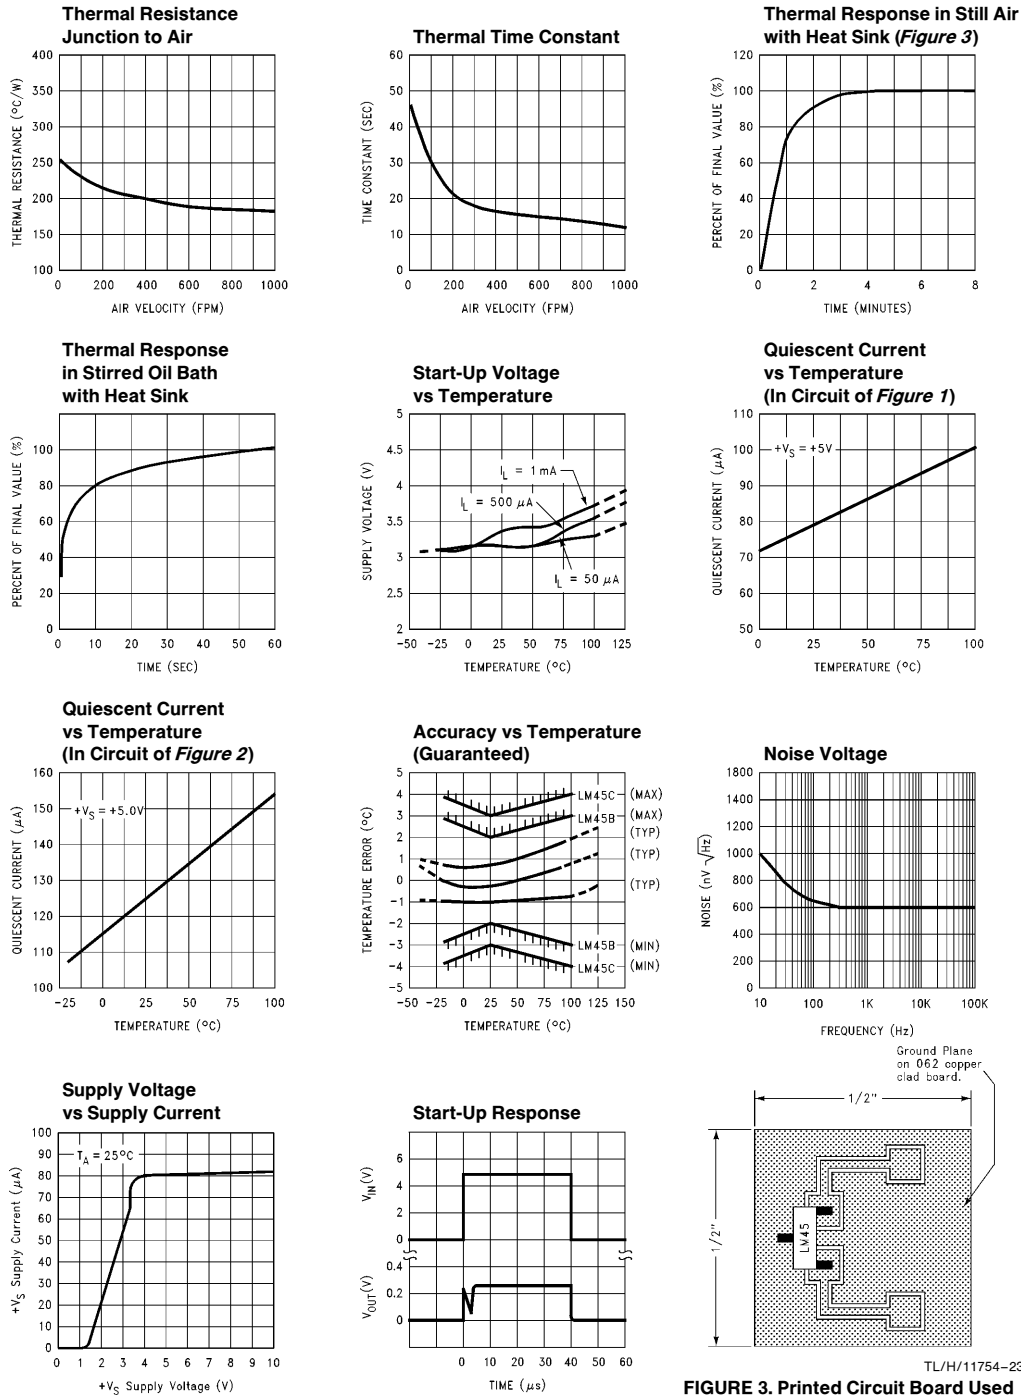 Thermal Resistance
Junction to Air
400
350
300
250
200
150
100
THERMAL RESISTANCE (°C/W)
0 200 400 600 800 1000
AIR VELOCITY (FPM)
Thermal Time Constant
60
50
40
30
20
10
0
TIME CONSTANT (SEC)
0 200 400 600 800 1000
AIR VELOCITY (FPM)
Thermal Response in Still Air
with Heat Sink (Figure 3)
120
100
80
60
40
20
0
PERCENT OF FINAL VALUE (%)
0 2 4 6 8
TIME (MINUTES)
Thermal Response
in Stirred Oil Bath
with Heat Sink
100
80
60
40
20
0
PERCENT OF FINAL VALUE (%)
0 10 20 30 40 50 60
TIME (SEC)
Start-Up Voltage
vs Temperature
5
4.5
4
3.5
3
2.5
2
SUPPLY VOLTAGE (V)
IL = 1 mA
IL = 500 μA
IL = 50 μA
-50 -25 0 25 50 75 100 125
TEMPERATURE (°C)
Quiescent Current
vs Temperature
(In Circuit of Figure 1)
110
100
90
80
70
60
50
QUIESCENT CURRENT (μA)
+VS = +5V
0 25 50 75 100
TEMPERATURE (°C)
Quiescent Current
vs Temperature
(In Circuit of Figure 2)
160
150
140
130
120
110
100
QUIESCENT CURRENT (μA)
+VS = +5.0V
-25 0 25 50 75 100
TEMPERATURE (°C)
Accuracy vs Temperature
(Guaranteed)
5
4
3
2
1
0
-1
-2
-3
-4
-5
TEMPERATURE ERROR (°C)
LM45C (MAX)
LM45B (MAX)
(TYP)
(TYP)
(TYP)
LM45B (MIN)
LM45C (MIN)
-50 -25 0 25 50 75 100 125 150
TEMPERATURE (°C)
Noise Voltage
1800
1400
1200
1000
800
600
400
200
0
NOISE (nV √Hz)
10 100 1K 10K 100K
FREQUENCY (Hz)
Supply Voltage
vs Supply Current
100
90
80
70
60
50
40
30
20
10
0
+VS Supply Current (μA)
TA = 25°C
0 1 2 3 4 5 6 7 8 9 10
+VS Supply Voltage (V)
Start-Up Response
6
4
2
0
VIN(V)
0.4
0.2
0
VOUT(V)
0 10 20 30 40 50 60
TIME (μs)
Ground Plane
on 062 copper
clad board.
1/2"
1/2"
LM45
TL/H/11754-23
FIGURE 3. Printed Circuit Board Used